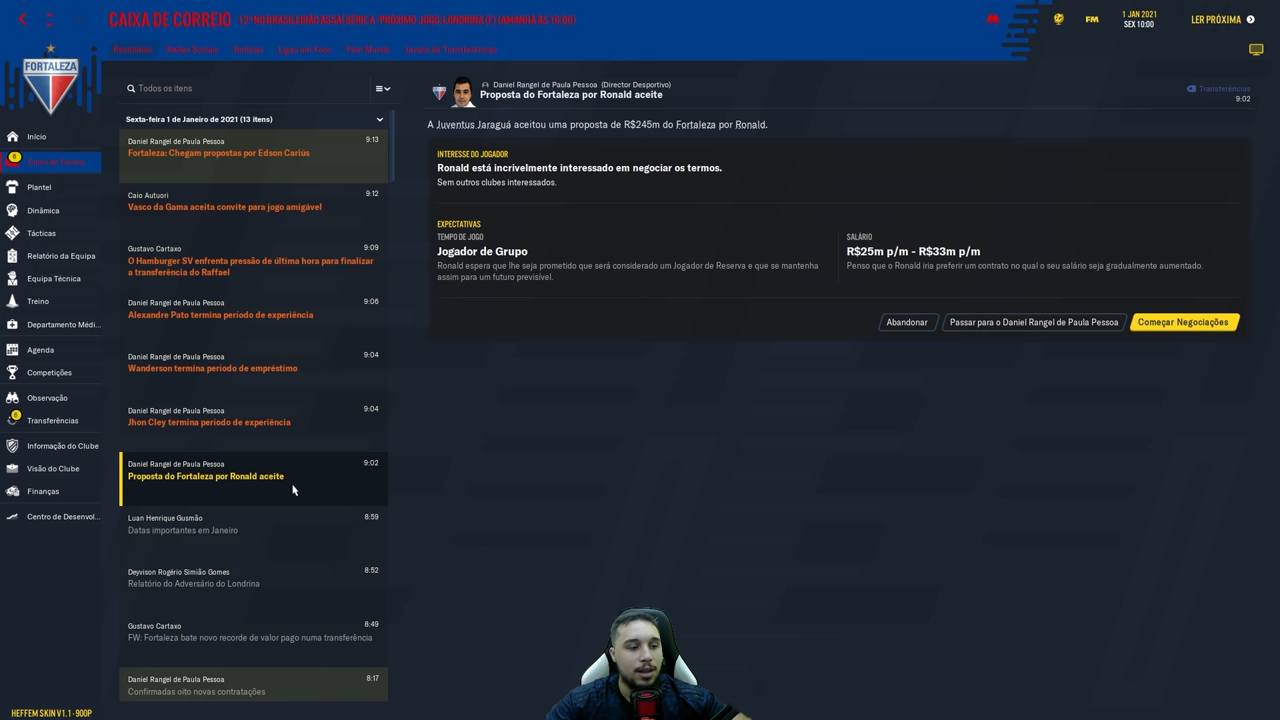 CAIXA DE CORREIO
12º NO BRASILEIRÃO ASSAÍ SÉRIE A · PRÓXIMO JOGO: LONDRINA (F) (AMANHÃ ÀS 16:00)
FM
1 JAN 2021
SEX 10:00
LER PRÓXIMA
Redes Sociais
Notícias
Pelo Mundo
FORTALEZA
Início
6
Caixa de Correio
Plantel
Dinâmica
Tácticas
Relatório da Equipa
Equipa Técnica
Treino
Departamento Médi...
Agenda
Competições
Observação
6
Transferências
Informação do Clube
Visão do Clube
Finanças
Centro de Desenvol...
HEFFEM SKIN V1.1 - 900P
Todos os itens
Sexta-feira 1 de Janeiro de 2021 (13 itens)
Daniel Rangel de Paula Pessoa 9:13
Fortaleza: Chegam propostas por Edson Cariús
Caio Autuori 9:12
Vasco da Gama aceita convite para jogo amigável
Gustavo Cartaxo 9:09
O Hamburger SV enfrenta pressão de última hora para finalizar
a transferência do Raffael
Daniel Rangel de Paula Pessoa 9:06
Alexandre Pato termina período de experiência
Daniel Rangel de Paula Pessoa 9:04
Wanderson termina período de empréstimo
Daniel Rangel de Paula Pessoa 9:04
Jhon Cley termina período de experiência
Daniel Rangel de Paula Pessoa 9:02
Proposta do Fortaleza por Ronald aceite
Luan Henrique Gusmão 8:59
Datas importantes em Janeiro
Deyvison Rogério Simião Gomes 8:52
Relatório do Adversário do Londrina
Gustavo Cartaxo 8:49
FW: Fortaleza bate novo recorde de valor pago numa transferência
Daniel Rangel de Paula Pessoa 8:17
Confirmadas oito novas contratações
Daniel Rangel de Paula Pessoa (Director Desportivo)
Proposta do Fortaleza por Ronald aceite
Transferências
9:02
A Juventus Jaraguá aceitou uma proposta de R$245m do Fortaleza por Ronald.
INTERESSE DO JOGADOR
Ronald está incrivelmente interessado em negociar os termos.
Sem outros clubes interessados.
EXPECTATIVAS
TEMPO DE JOGO
Jogador de Grupo
Ronald espera que lhe seja prometido que será considerado um Jogador de Reserva e que se mantenha
assim para um futuro previsível.
SALÁRIO
R$25m p/m - R$33m p/m
Penso que o Ronald iria preferir um contrato no qual o seu salário seja gradualmente aumentado.
Abandonar
Passar para o Daniel Rangel de Paula Pessoa
Começar Negociações